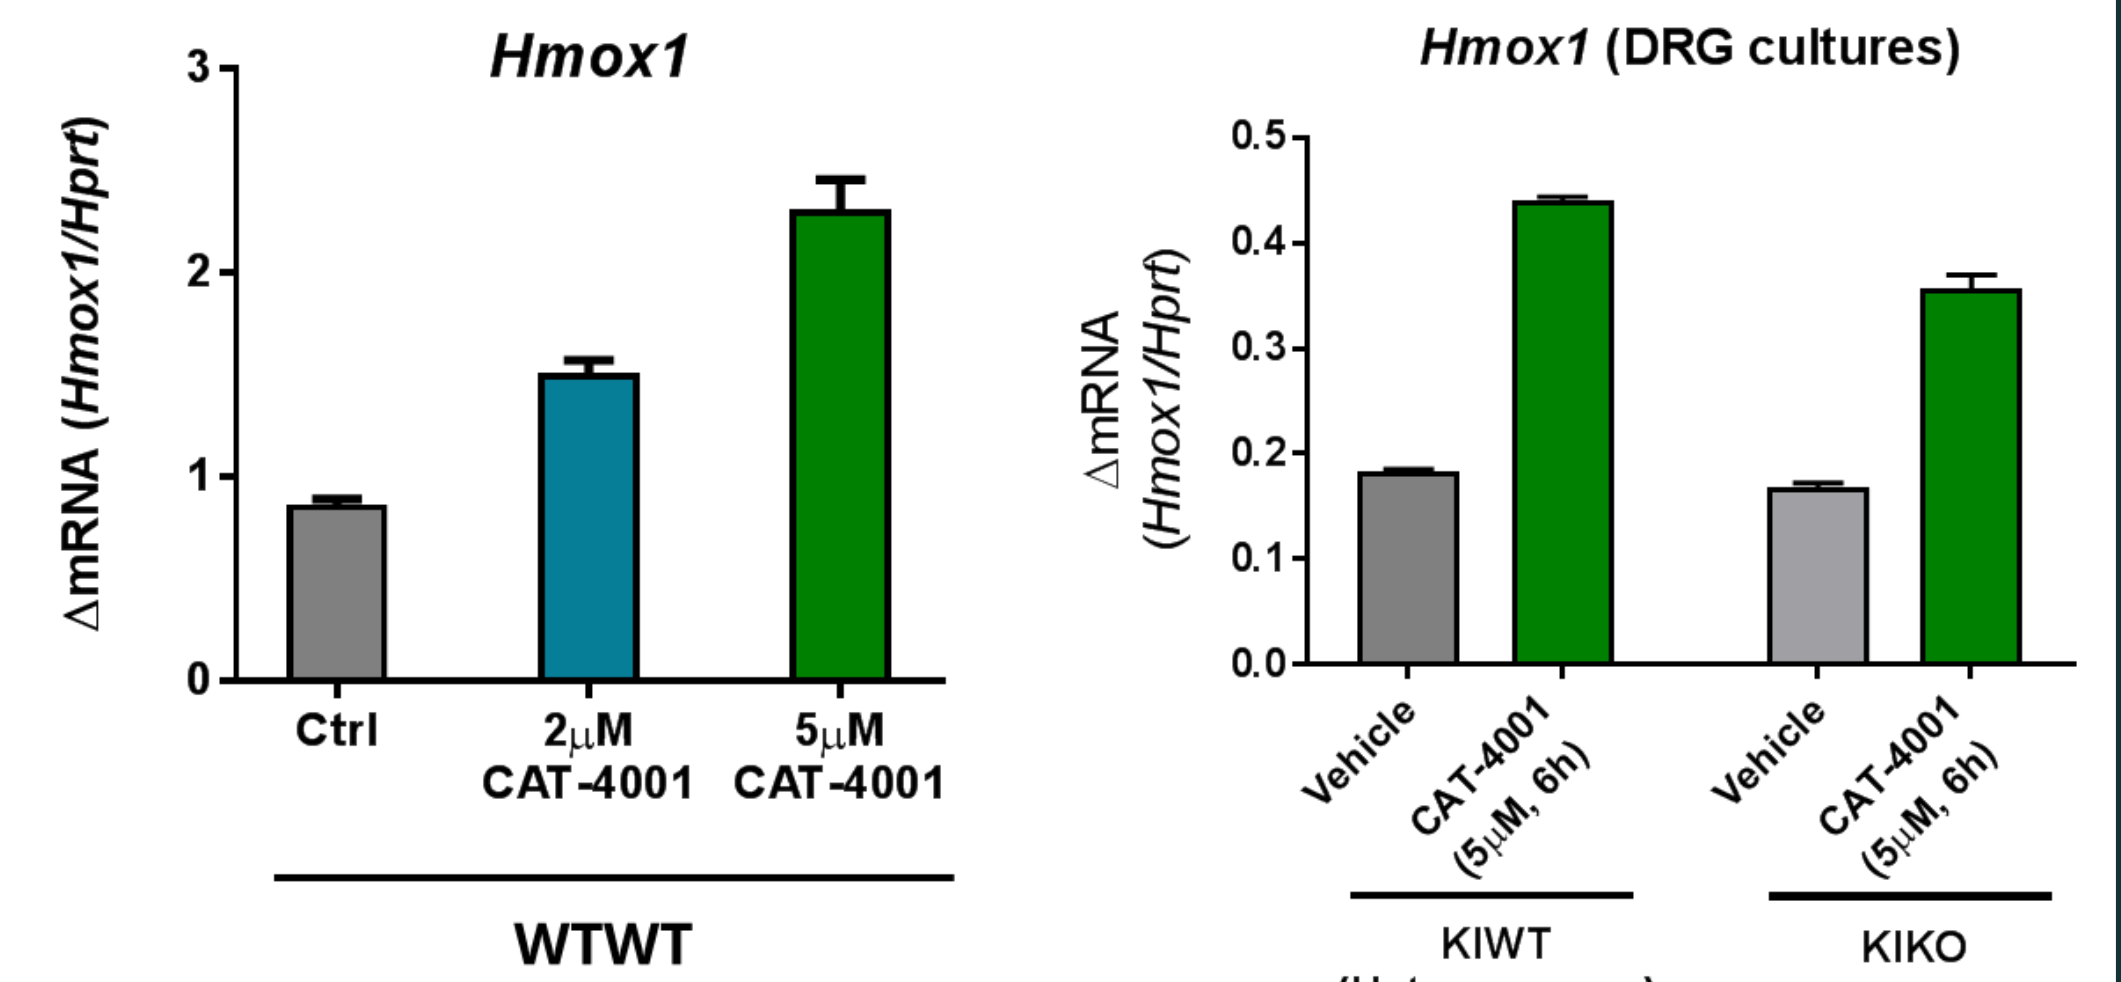 Hmox1
3
2
1
0
ΔmRNA (Hmox1/Hprt)
Ctrl
2μM
CAT-4001
5μM
CAT-4001
WTWT
Hmox1 (DRG cultures)
0.5
0.4
0.3
0.2
0.1
0.0
ΔmRNA
(Hmox1/Hprt)
Vehicle
CAT-4001
(5μM, 6h)
Vehicle
CAT-4001
(5μM, 6h)
KIWT
KIKO